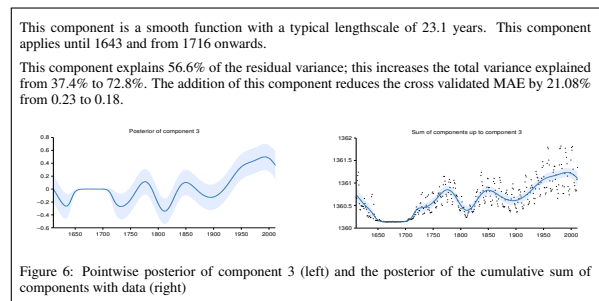 This component is a smooth function with a typical lengthscale of 23.1 years. This component
applies until 1643 and from 1716 onwards.
This component explains 56.6% of the residual variance; this increases the total variance explained
from 37.4% to 72.8%. The addition of this component reduces the cross validated MAE by 21.08%
from 0.23 to 0.18.
Posterior of component 3
0.8
0.6
0.4
0.2
0
−0.2
−0.4
−0.6
1650 1700 1750 1800 1850 1900 1950 2000
Sum of components up to component 3
1362
1361.5
1361
1360.5
1360
1650 1700 1750 1800 1850 1900 1950 2000
Figure 6: Pointwise posterior of component 3 (left) and the posterior of the cumulative sum of
components with data (right)